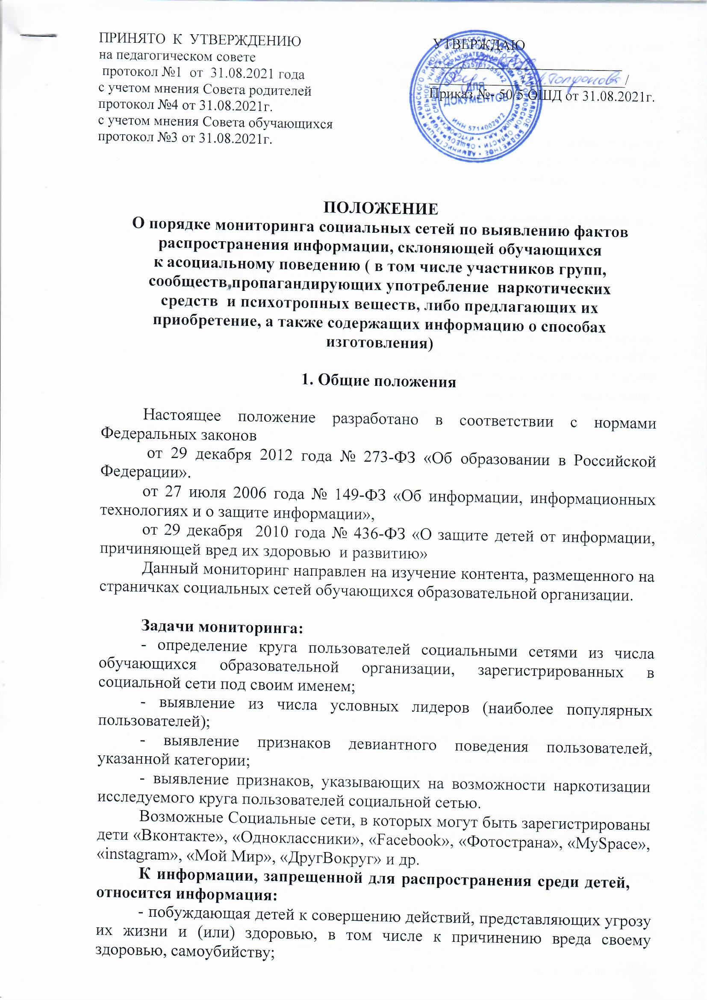 ПРИНЯТО К УТВЕРЖДЕНИЮ
на педагогическом совете
протокол №1 от 31.08.2021 года
с учетом мнения Совета родителей
протокол №4 от 31.08.2021г.
с учетом мнения Совета обучающихся
протокол №3 от 31.08.2021г.
УТВЕРЖДАЮ
Приказ №- 50/5 ОШД от 31.08.2021г.
ДЛЯ
ДОКУМЕНТОВ
ИНН 5714002972
ПОЛОЖЕНИЕ
О порядке мониторинга социальных сетей по выявлению фактов
распространения информации, склоняющей обучающихся
к асоциальному поведению ( в том числе участников групп,
сообществ,пропагандирующих употребление наркотических
средств и психотропных веществ, либо предлагающих их
приобретение, а также содержащих информацию о способах
изготовления)
1. Общие положения
Настоящее положение разработано в соответствии с нормами
Федеральных законов
от 29 декабря 2012 года № 273-ФЗ «Об образовании в Российской
Федерации».
от 27 июля 2006 года № 149-ФЗ «Об информации, информационных
технологиях и о защите информации»,
от 29 декабря 2010 года № 436-ФЗ «О защите детей от информации,
причиняющей вред их здоровью и развитию»
Данный мониторинг направлен на изучение контента, размещенного на
страничках социальных сетей обучающихся образовательной организации.
Задачи мониторинга:
- определение круга пользователей социальными сетями из числа
обучающихся образовательной организации, зарегистрированных в
социальной сети под своим именем;
- выявление из числа условных лидеров (наиболее популярных
пользователей);
- выявление признаков девиантного поведения пользователей,
указанной категории;
- выявление признаков, указывающих на возможности наркотизации
исследуемого круга пользователей социальной сетью.
Возможные Социальные сети, в которых могут быть зарегистрированы
дети «Вконтакте», «Одноклассники», «Facebook», «Фотострана», «MySpace»,
«instagram», «Мой Мир», «ДругВокруг» и др.
К информации, запрещенной для распространения среди детей,
относится информация:
- побуждающая детей к совершению действий, представляющих угрозу
их жизни и (или) здоровью, в том числе к причинению вреда своему
здоровью, самоубийству;